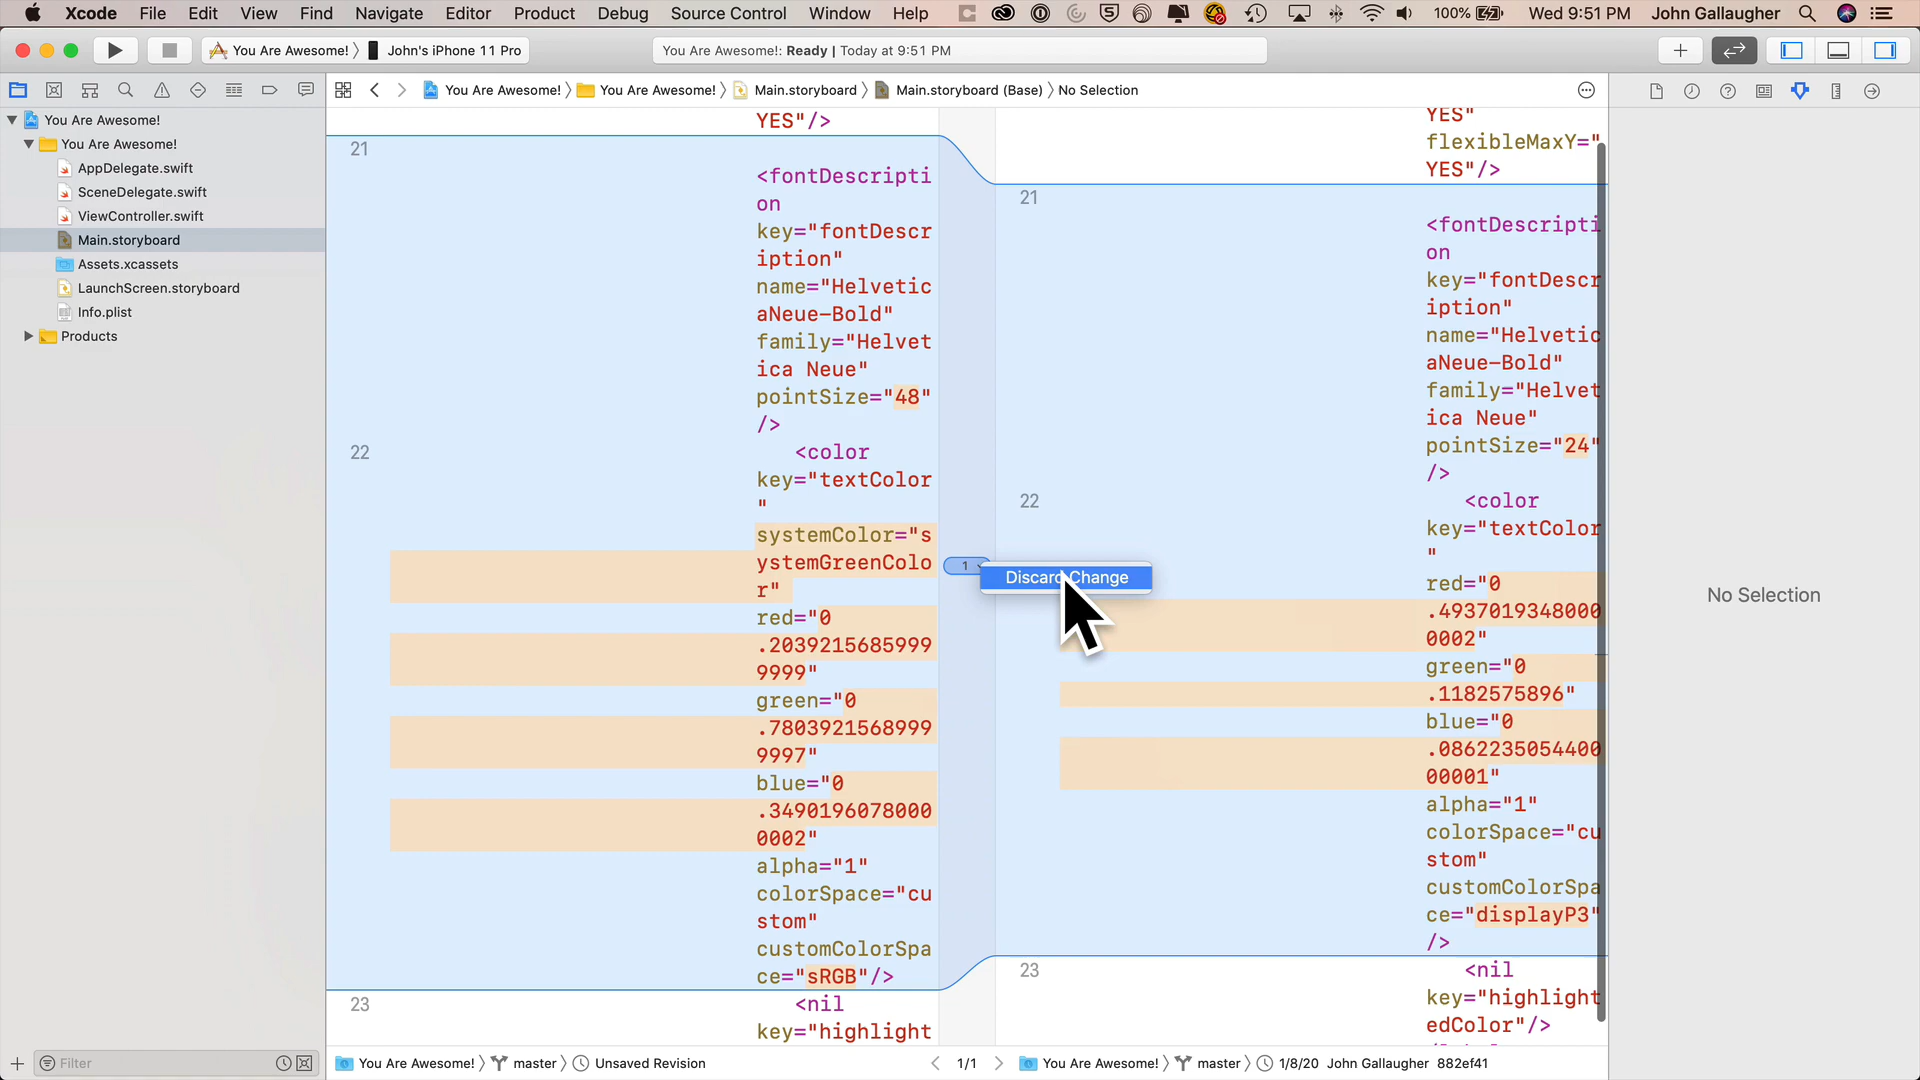 Xcode File Edit View Find Navigate Editor Product Debug Source Control Window Help 100% Wed 9:51 PM John Gallaugher
You Are Awesome! John's iPhone 11 Pro You Are Awesome!: Ready | Today at 9:51 PM
You Are Awesome! You Are Awesome! Main.storyboard Main.storyboard (Base) No Selection
You Are Awesome!
You Are Awesome!
AppDelegate.swift
SceneDelegate.swift
ViewController.swift
Main.storyboard
Assets.xcassets
LaunchScreen.storyboard
Info.plist
Products
Filter
YES"/>
21
<fontDescripti
on
key="fontDescr
iption"
name="Helvetic
aNeue-Bold"
family="Helvet
ica Neue"
pointSize="48"
/>
22
<color
key="textColor
"
systemColor="s
ystemGreenColo
r"
red="0
.2039215685999
9999"
green="0
.7803921568999
9997"
blue="0
.3490196078000
0002"
alpha="1"
colorSpace="cu
stom"
customColorSpa
ce="sRGB"/>
23
<nil
key="highlight
1
Discard Change
YES"
flexibleMaxY="
YES"/>
21
<fontDescripti
on
key="fontDescr
iption"
name="Helvetic
aNeue-Bold"
family="Helvet
ica Neue"
pointSize="24"
/>
22
<color
key="textColor
"
red="0
.4937019348000
0002"
green="0
.1182575896"
blue="0
.0862235054400
00001"
alpha="1"
colorSpace="cu
stom"
customColorSpa
ce="displayP3"
/>
23
<nil
key="highlight
edColor"/>
No Selection
You Are Awesome! master Unsaved Revision 1/1 You Are Awesome! master 1/8/20 John Gallaugher 882ef41